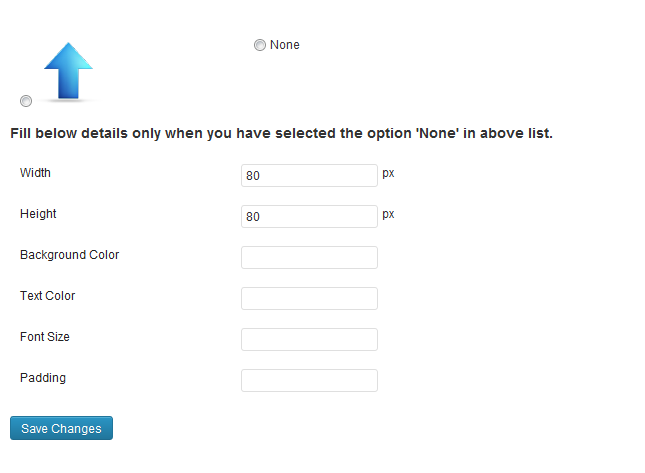 None
Fill below details only when you have selected the option 'None' in above list.
Width 80 px
Height 80 px
Background Color
Text Color
Font Size
Padding
Save Changes